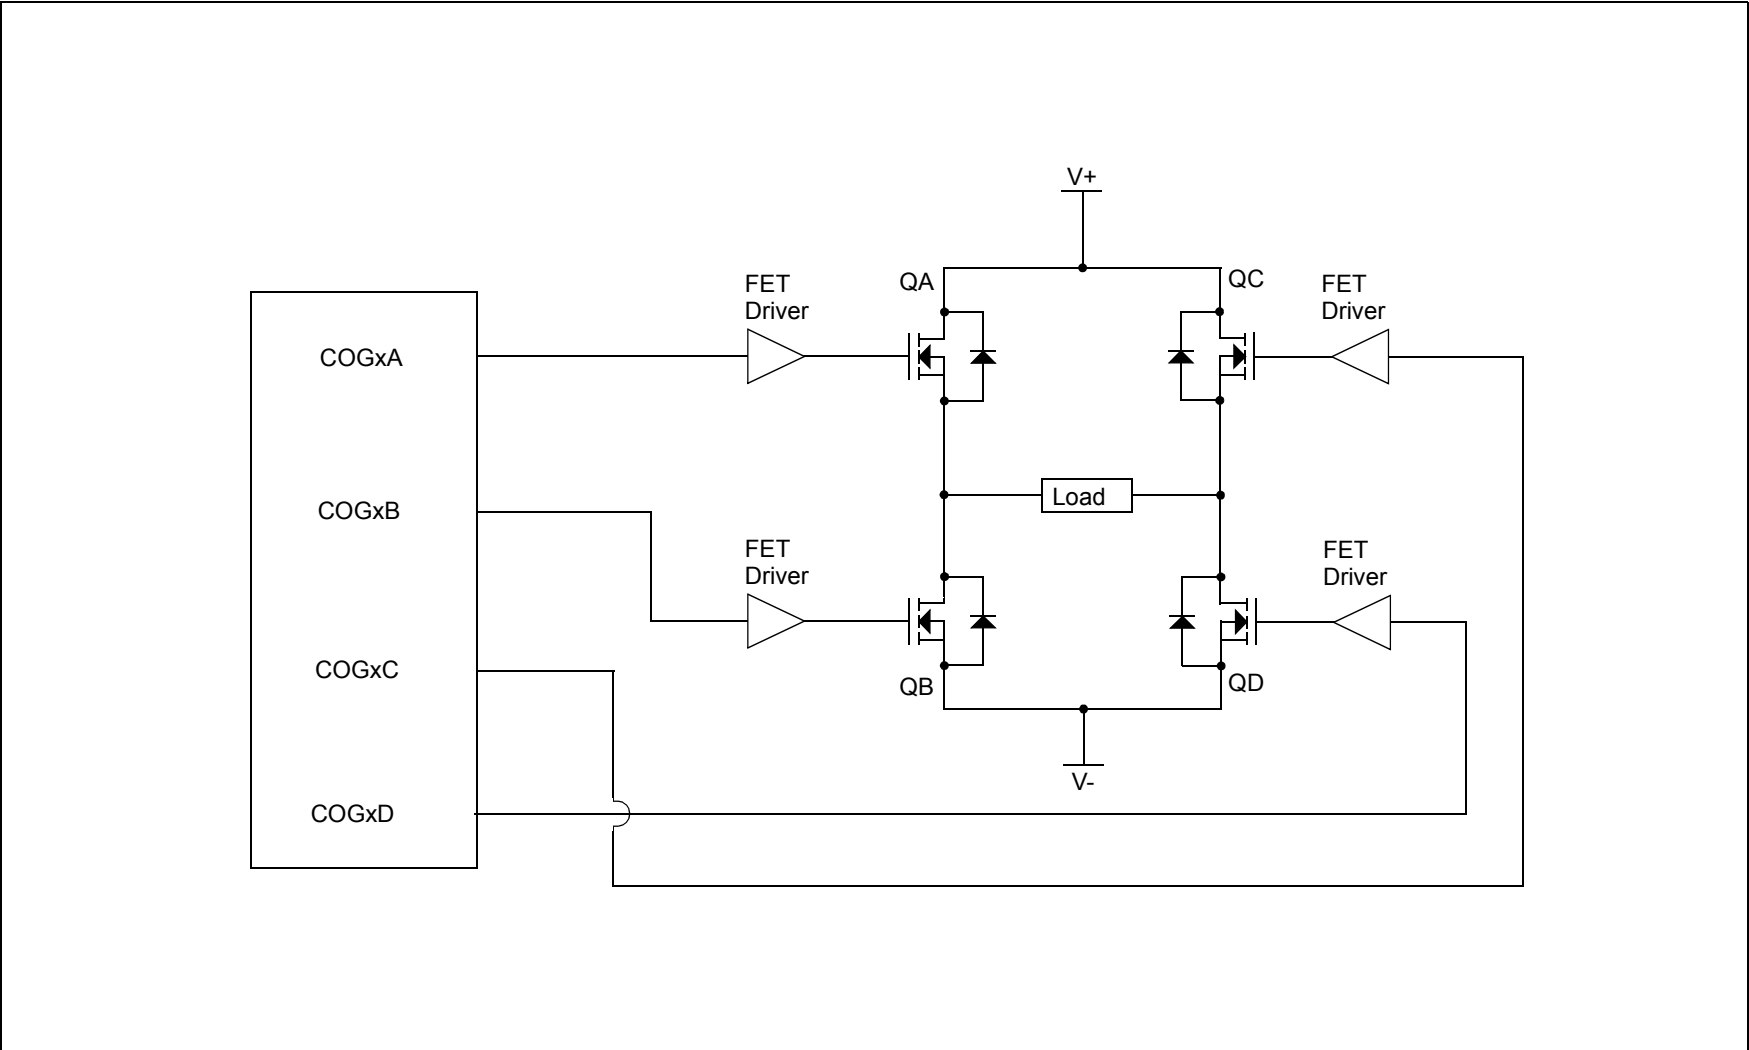 V+
FET
Driver
QA
QC
FET
Driver
COGxA
COGxB
Load
FET
Driver
FET
Driver
COGxC
QB
QD
V-
COGxD